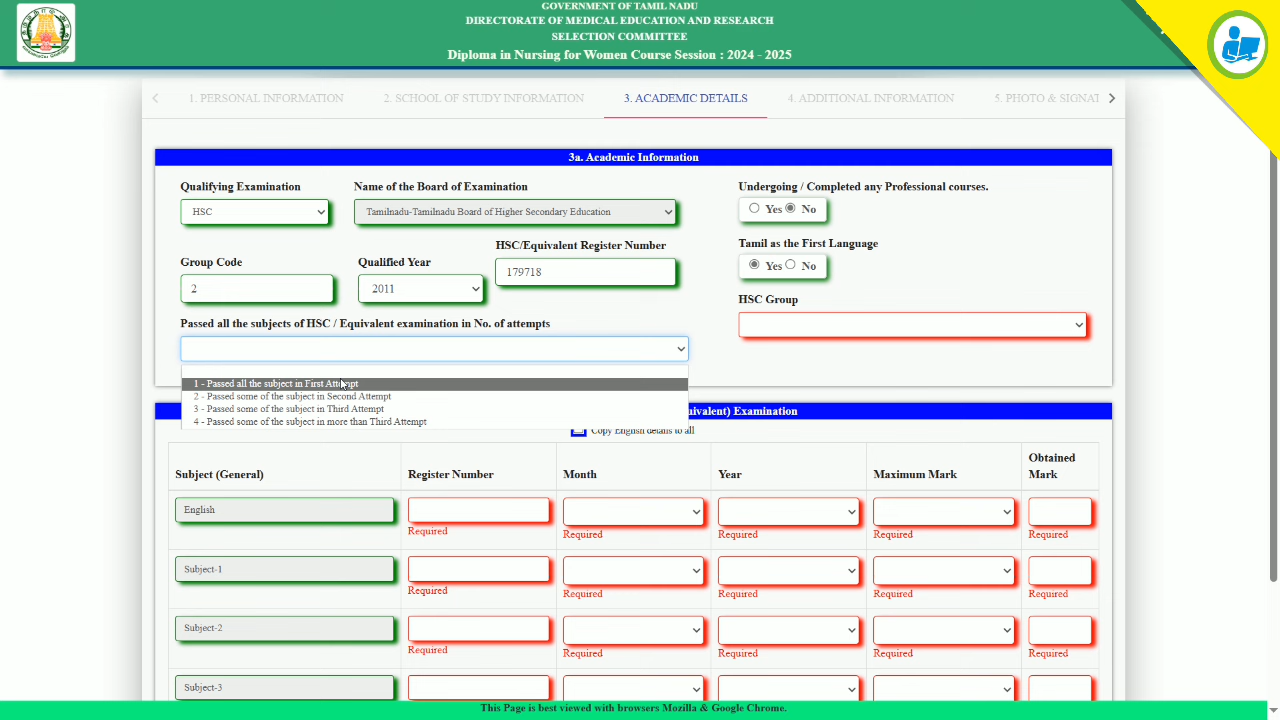 GOVERNMENT OF TAMIL NADU
DIRECTORATE OF MEDICAL EDUCATION AND RESEARCH
SELECTION COMMITTEE
Diploma in Nursing for Women Course Session : 2024 - 2025
1. PERSONAL INFORMATION 2. SCHOOL OF STUDY INFORMATION 3. ACADEMIC DETAILS 4. ADDITIONAL INFORMATION 5. PHOTO & SIGNAT
3a. Academic Information
Qualifying Examination Name of the Board of Examination Undergoing / Completed any Professional courses.
HSC Tamilnadu-Tamilnadu Board of Higher Secondary Education Yes No
HSC/Equivalent Register Number Tamil as the First Language
Group Code Qualified Year
179718 Yes No
2 2011
HSC Group
Passed all the subjects of HSC / Equivalent examination in No. of attempts
1 - Passed all the subject in First Attempt
2 - Passed some of the subject in Second Attempt
3 - Passed some of the subject in Third Attempt
4 - Passed some of the subject in more than Third Attempt
uivalent) Examination
Copy English details to all
Subject (General) Register Number Month Year Maximum Mark Obtained Mark
English
Required Required Required Required Required
Subject-1
Required Required Required Required Required
Subject-2
Required Required Required Required Required
Subject-3
This Page is best viewed with browsers Mozilla & Google Chrome.